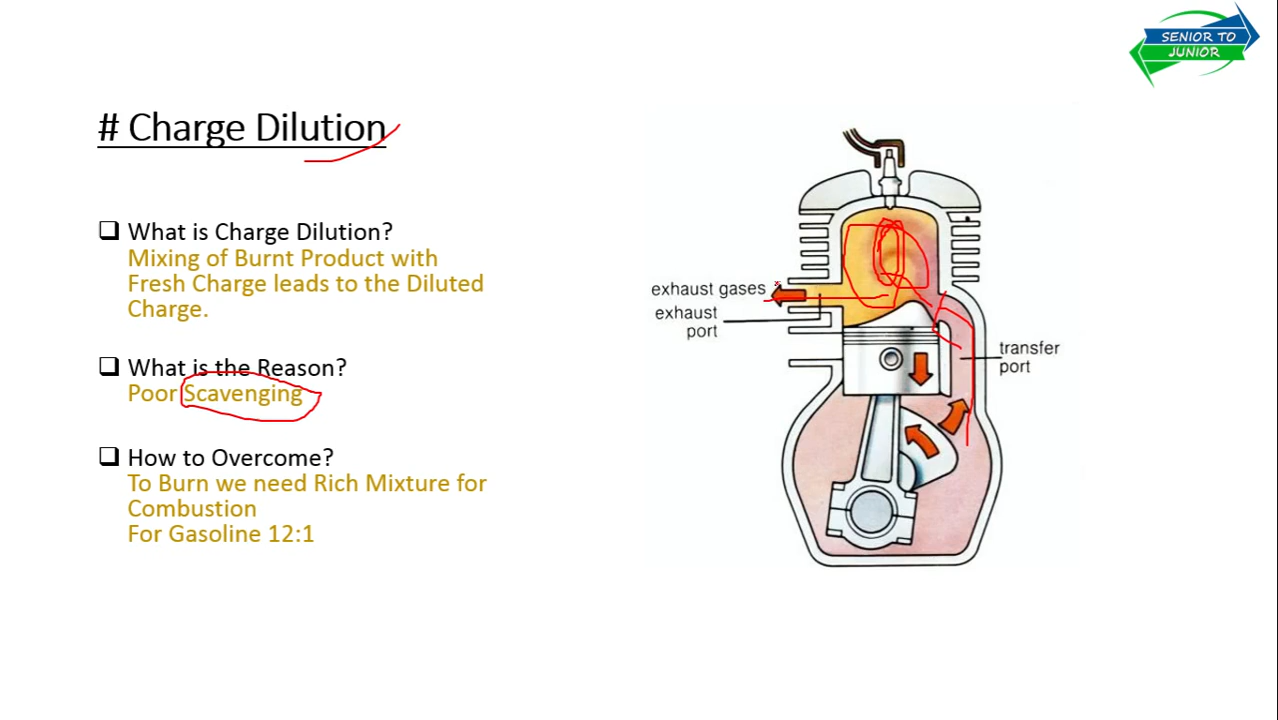 SENIOR TO
JUNIOR
# Charge Dilution
❑ What is Charge Dilution?
Mixing of Burnt Product with
Fresh Charge leads to the Diluted
Charge.
❑ What is the Reason?
Poor Scavenging
❑ How to Overcome?
To Burn we need Rich Mixture for
Combustion
For Gasoline 12:1
exhaust gases
exhaust
port
transfer
port